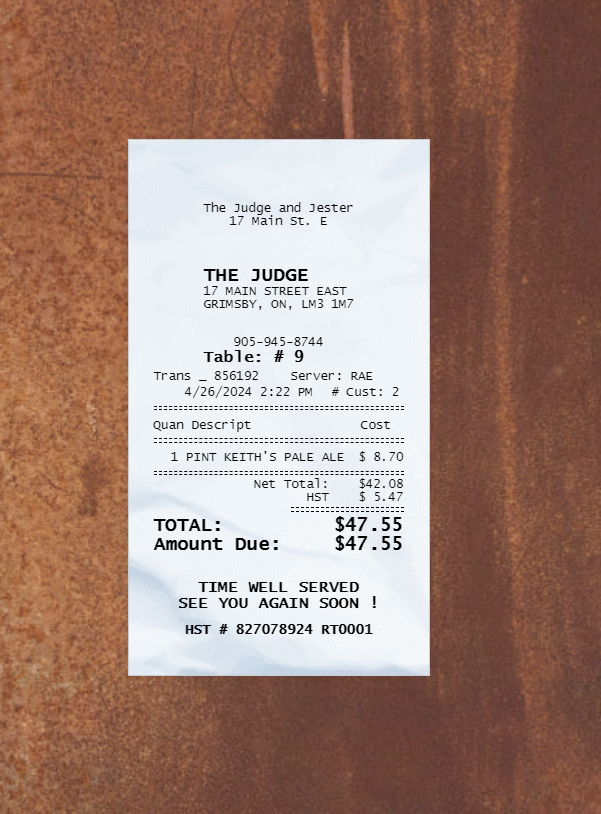 The Judge and Jester
17 Main St. E
THE JUDGE
17 MAIN STREET EAST
GRIMSBY, ON, LM3 1M7
905-945-8744
Table: # 9
Trans _ 856192 Server: RAE
4/26/2024 2:22 PM # Cust: 2
Quan Descript Cost
1 PINT KEITH'S PALE ALE $ 8.70
Net Total: $42.08
HST $ 5.47
TOTAL: $47.55
Amount Due: $47.55
TIME WELL SERVED
SEE YOU AGAIN SOON !
HST # 827078924 RT0001